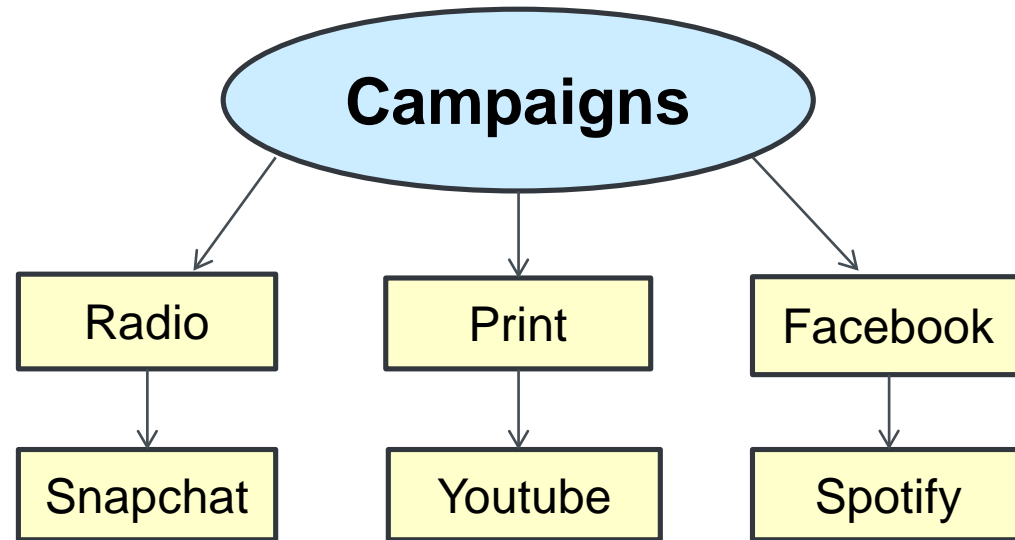 Campaigns
Radio
Print
Facebook
Snapchat
Youtube
Spotify